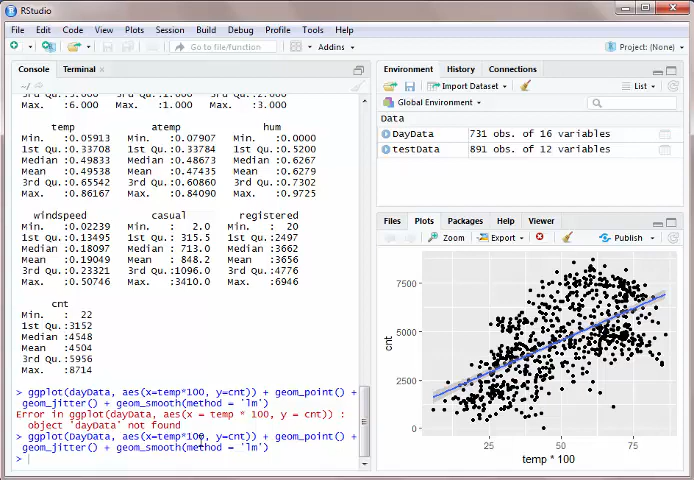 RStudio
File Edit Code View Plots Session Build Debug Profile Tools Help
Go to file/function Addins Project: (None)
Console Terminal
~/
3rd Qu.:5.000 3rd Qu.:1.000 3rd Qu.:2.000
Max. :6.000 Max. :1.000 Max. :3.000
temp atemp hum
Min. :0.05913 Min. :0.07907 Min. :0.0000
1st Qu.:0.33708 1st Qu.:0.33784 1st Qu.:0.5200
Median :0.49833 Median :0.48673 Median :0.6267
Mean :0.49538 Mean :0.47435 Mean :0.6279
3rd Qu.:0.65542 3rd Qu.:0.60860 3rd Qu.:0.7302
Max. :0.86167 Max. :0.84090 Max. :0.9725
windspeed casual registered
Min. :0.02239 Min. : 2.0 Min. : 20
1st Qu.:0.13495 1st Qu.: 315.5 1st Qu.:2497
Median :0.18097 Median : 713.0 Median :3662
Mean :0.19049 Mean : 848.2 Mean :3656
3rd Qu.:0.23321 3rd Qu.:1096.0 3rd Qu.:4776
Max. :0.50746 Max. :3410.0 Max. :6946
cnt
Min. : 22
1st Qu.:3152
Median :4548
Mean :4504
3rd Qu.:5956
Max. :8714
> ggplot(dayData, aes(x=temp*100, y=cnt)) + geom_point() +
geom_jitter() + geom_smooth(method = 'lm')
Error in ggplot(dayData, aes(x = temp * 100, y = cnt)) :
object 'dayData' not found
> ggplot(DayData, aes(x=temp*100, y=cnt)) + geom_point() +
geom_jitter() + geom_smooth(method = 'lm')
>
Environment History Connections
Import Dataset List
Global Environment
Data
DayData 731 obs. of 16 variables
testData 891 obs. of 12 variables
Files Plots Packages Help Viewer
Zoom Export Publish
7500
5000
2500
0
cnt
25 50 75
temp * 100